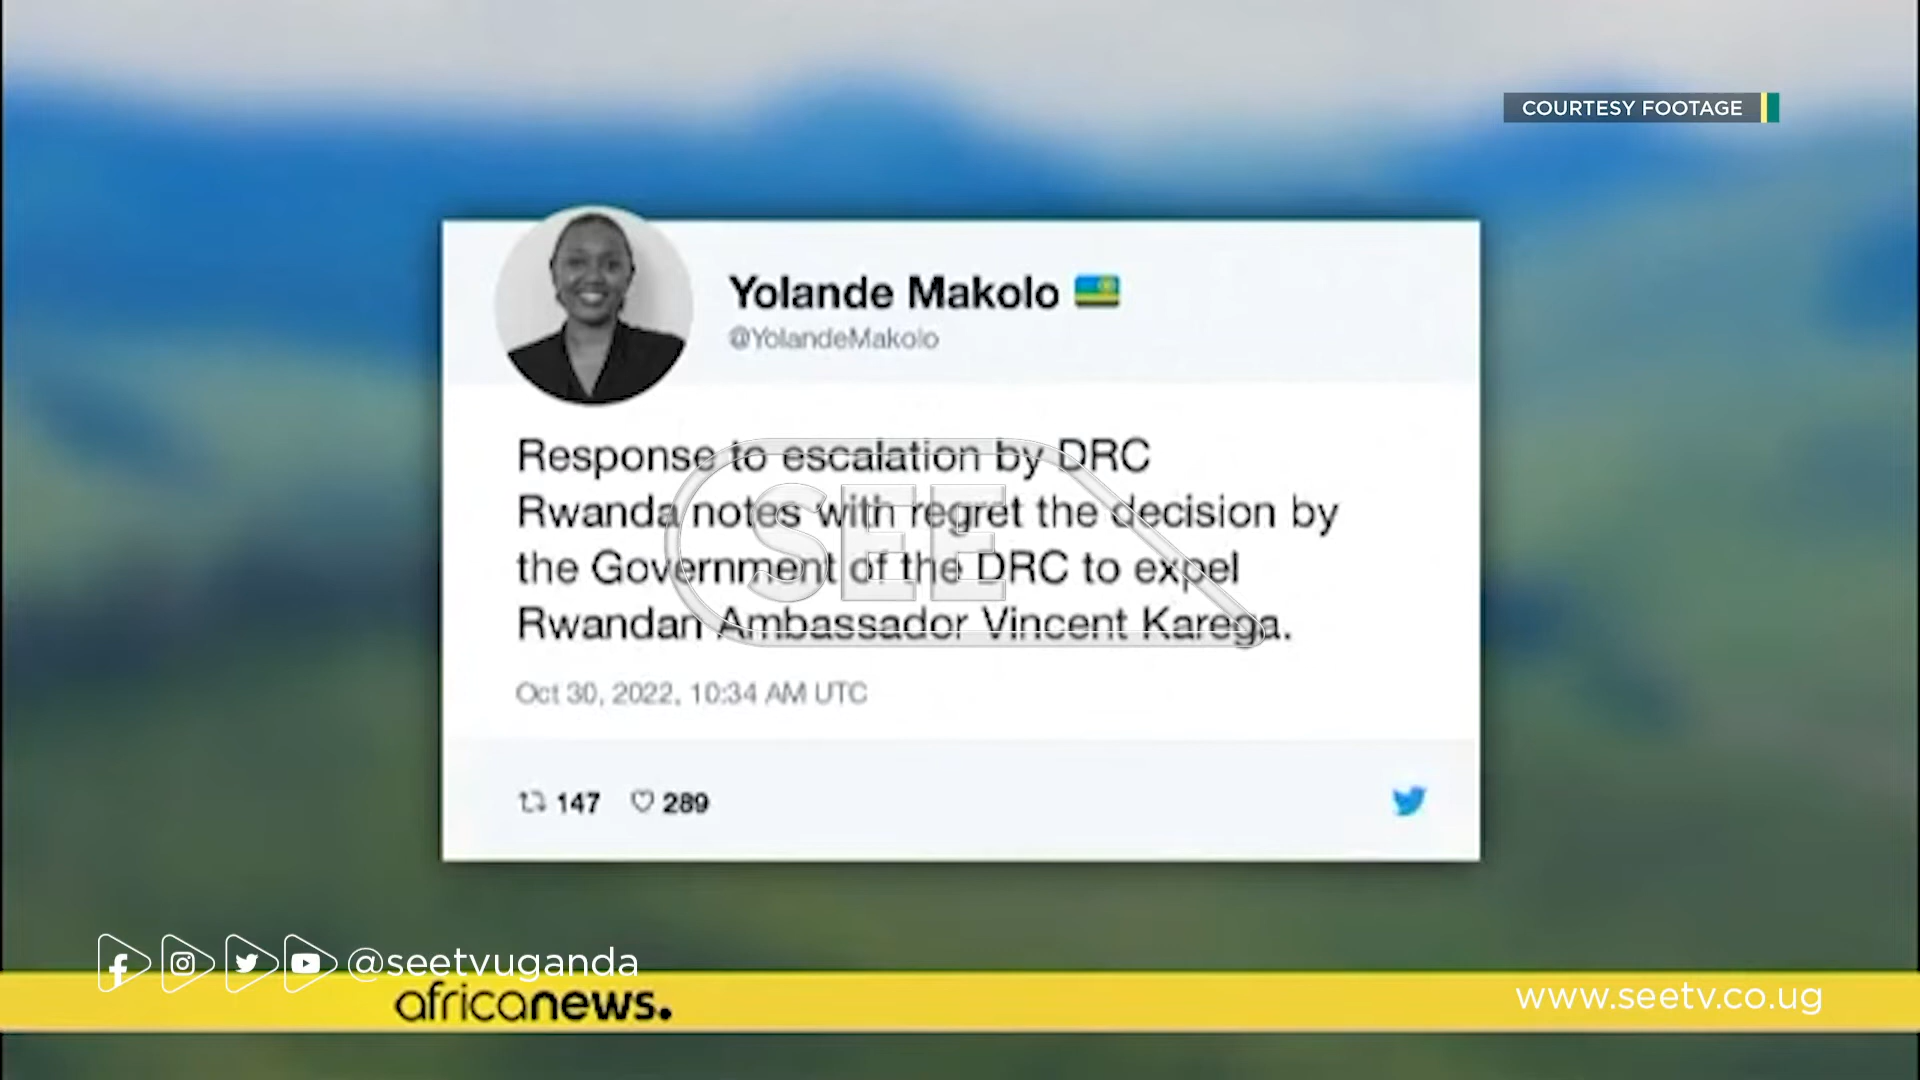 COURTESY FOOTAGE
Yolande Makolo
@YolandeMakolo
Response to escalation by DRC
Rwanda notes with regret the decision by
the Government of the DRC to expel
Rwandan Ambassador Vincent Karega.
SEE
Oct 30, 2022, 10:34 AM UTC
147 289
@seetvuganda
africanews.
www.seetv.co.ug